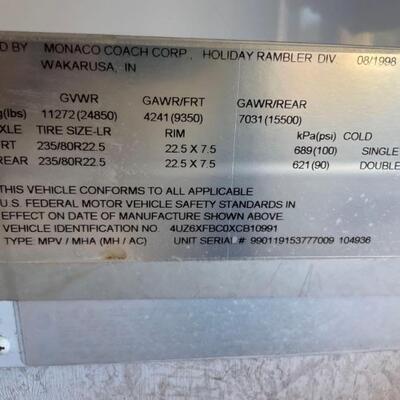 D BY MONACO COACH CORP., HOLIDAY RAMBLER DIV. 08/1998
WAKARUSA, IN
GVWR GAWR/FRT GAWR/REAR
g(lbs) 11272 (24850) 4241 (9350) 7031 (15500)
XLE TIRE SIZE-LR RIM kPa(psi) COLD
RT 235/80R22.5 22.5 X 7.5 689(100) SINGLE
REAR 235/80R22.5 22.5 X 7.5 621(90) DOUBLE
THIS VEHICLE CONFORMS TO ALL APPLICABLE
U.S. FEDERAL MOTOR VEHICLE SAFETY STANDARDS IN
EFFECT ON DATE OF MANUFACTURE SHOWN ABOVE.
VEHICLE IDENTIFICATION NO. 4UZ6XFBC0XCB10991
TYPE: MPV / MHA (MH / AC) UNIT SERIAL# 990119153777009 104936